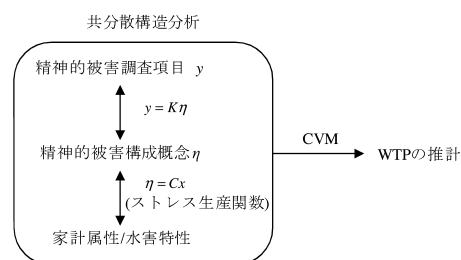 共分散構造分析
精神的被害調査項目 y
y = Kη
精神的被害構成概念η
CVM
WTPの推計
η = Cx
(ストレス生産関数)
家計属性/水害特性